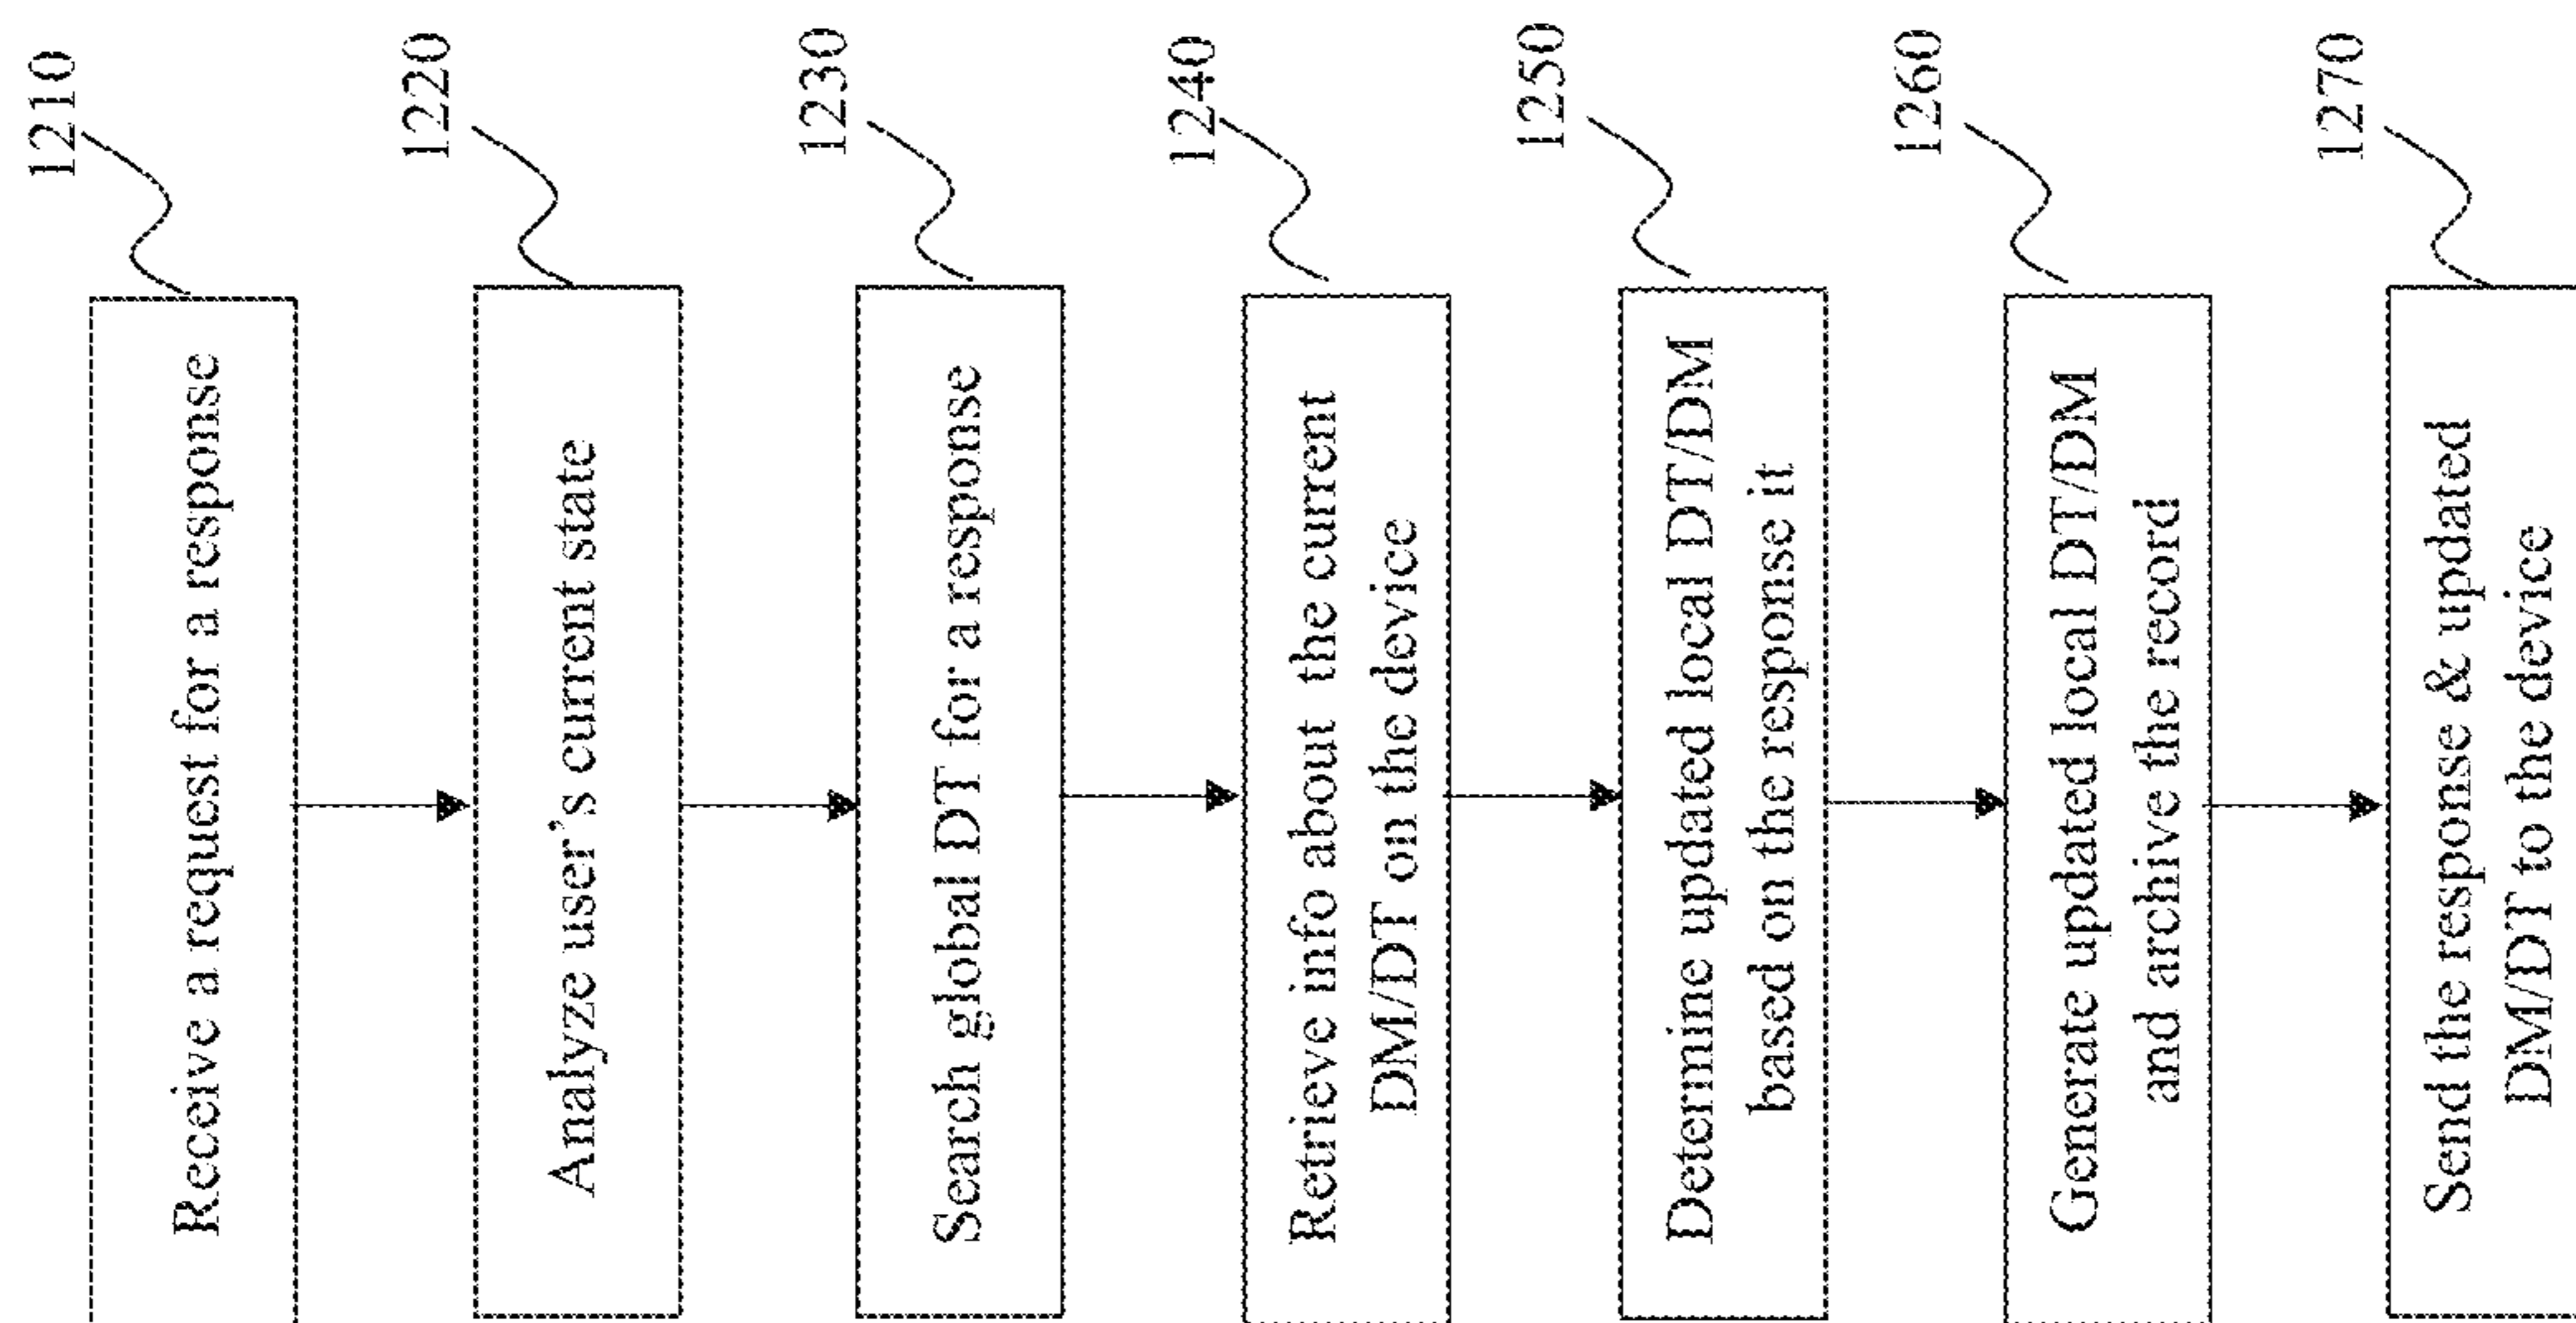 1210
Receive a request for a response
1220
Analyze user's current state
1230
Search global DT for a response
1240
Retrieve info about the current
DM/DT on the device
1250
Determine updated local DT/DM
based on the response it
1260
Generate updated local DT/DM
and archive the record
1270
Send the response & updated
DM/DT to the device